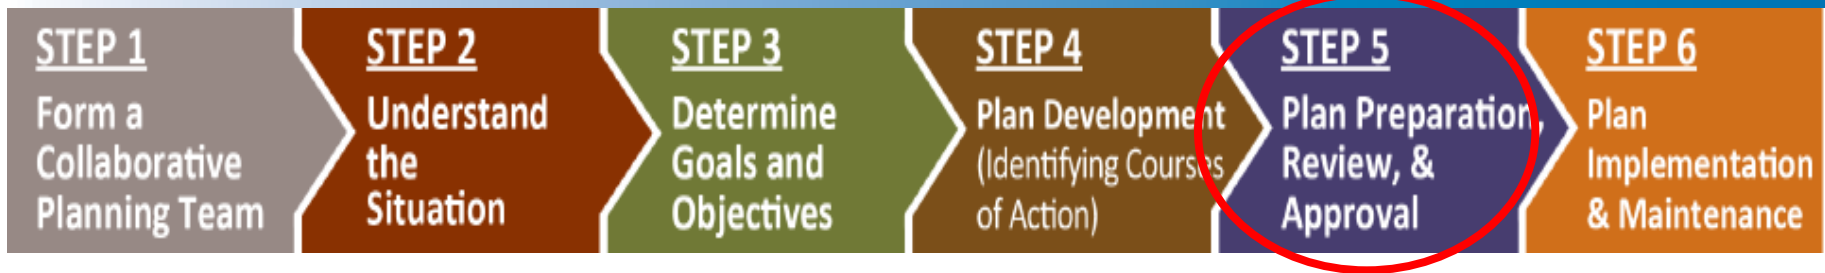 STEP 1
Form a
Collaborative
Planning Team
STEP 2
Understand
the
Situation
STEP 3
Determine
Goals and
Objectives
STEP 4
Plan Development
(Identifying Courses
of Action)
STEP 5
Plan Preparation,
Review, &
Approval
STEP 6
Plan
Implementation
& Maintenance